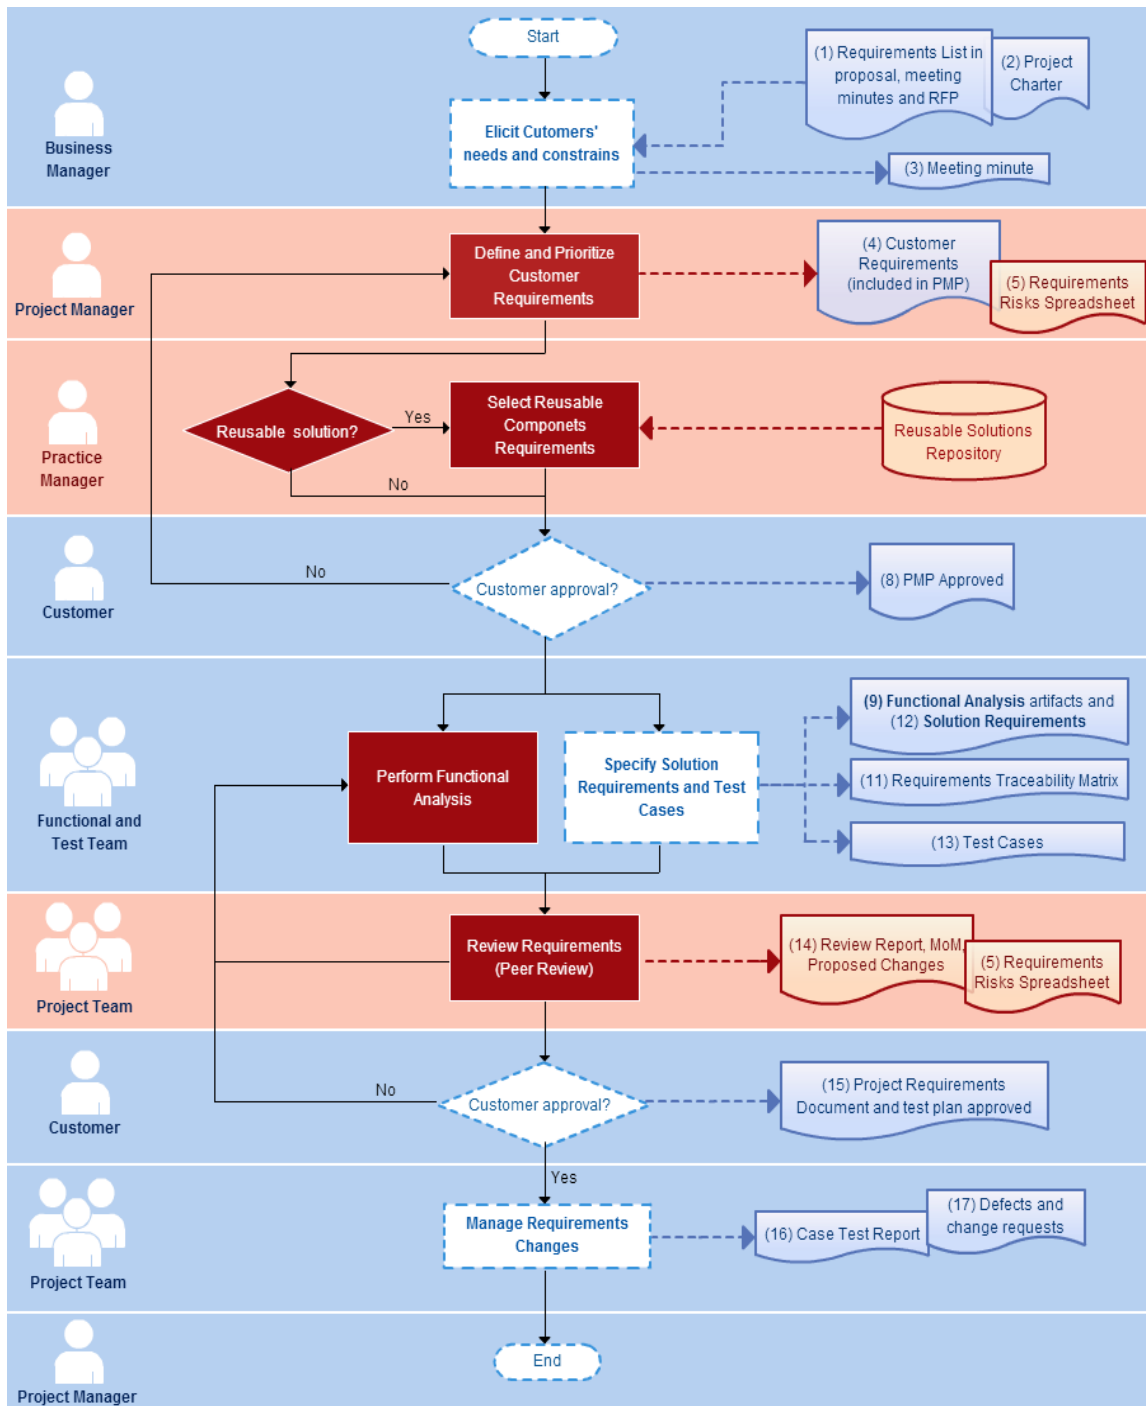 Start
(1) Requirements List in
proposal, meeting
minutes and RFP
(2) Project
Charter
Business
Manager
Elicit Cutomers'
needs and constrains
(3) Meeting minute
Project Manager
Define and Prioritize
Customer
Requirements
(4) Customer
Requirements
(included in PMP)
(5) Requirements
Risks Spreadsheet
Practice
Manager
Reusable solution?
Yes
Select Reusable
Componets
Requirements
Reusable Solutions
Repository
No
Customer
No
Customer approval?
(8) PMP Approved
Functional and
Test Team
Perform Functional
Analysis
Specify Solution
Requirements and Test
Cases
(9) Functional Analysis artifacts and
(12) Solution Requirements
(11) Requirements Traceability Matrix
(13) Test Cases
Project Team
Review Requirements
(Peer Review)
(14) Review Report, MoM,
Proposed Changes
(5) Requirements
Risks Spreadsheet
Customer
No
Customer approval?
(15) Project Requirements
Document and test plan approved
Yes
Project Team
Manage Requirements
Changes
(16) Case Test Report
(17) Defects and
change requests
Project Manager
End